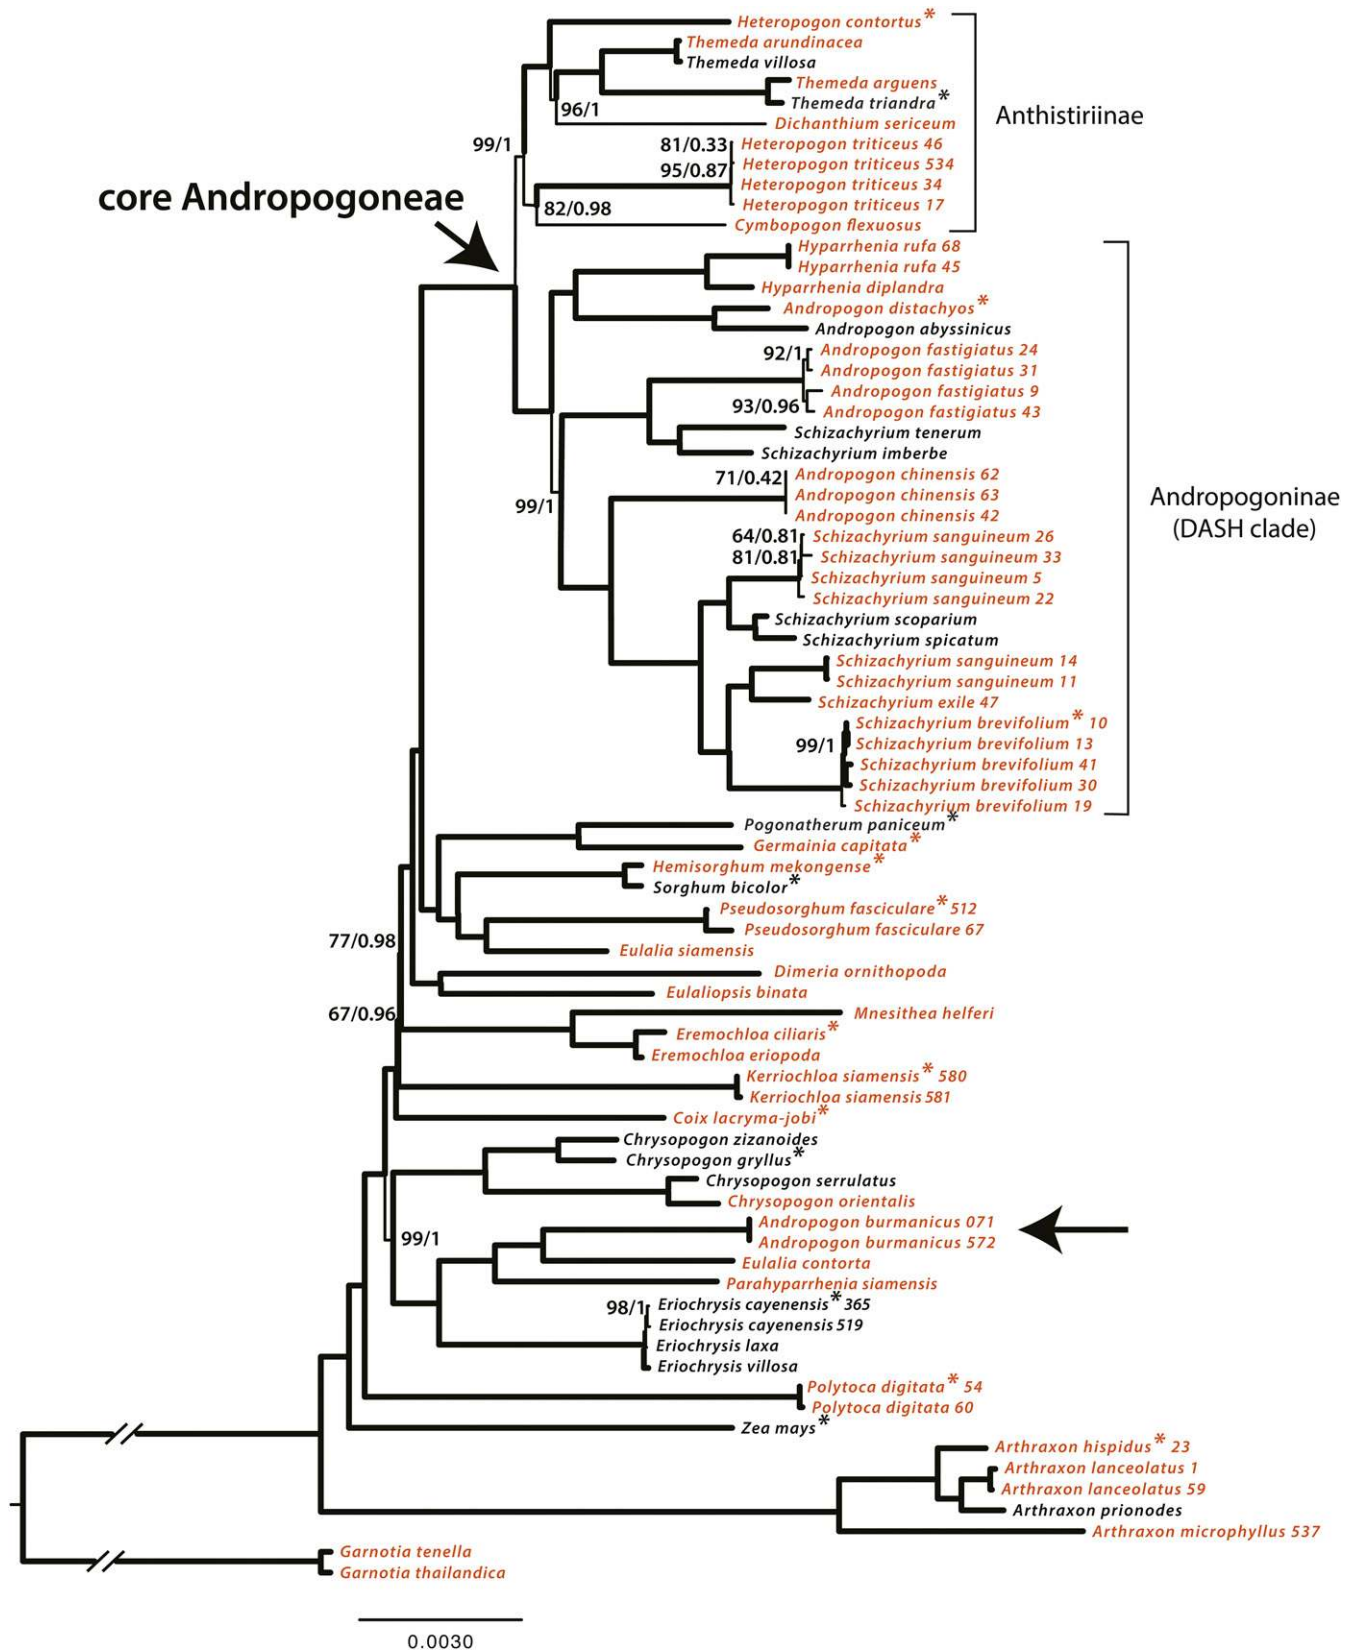 Heteropogon contortus*
Themeda arundinacea
Themeda villosa
Themeda arguens
Themeda triandra*
96/1
Dichanthium sericeum
Anthistiriinae
99/1
81/0.33
Heteropogon triticeus 46
95/0.87
Heteropogon triticeus 534
Heteropogon triticeus 34
core Andropogoneae
82/0.98
Heteropogon triticeus 17
Cymbopogon flexuosus
Hyparrhenia rufa 68
Hyparrhenia rufa 45
Hyparrhenia diplandra
Andropogon distachyos*
Andropogon abyssinicus
92/1
Andropogon fastigiatus 24
Andropogon fastigiatus 31
Andropogon fastigiatus 9
93/0.96
Andropogon fastigiatus 43
Schizachyrium tenerum
Schizachyrium imberbe
71/0.42
Andropogon chinensis 62
Andropogon chinensis 63
Andropogon chinensis 42
99/1
Andropogoninae
(DASH clade)
64/0.81
Schizachyrium sanguineum 26
81/0.81
Schizachyrium sanguineum 33
Schizachyrium sanguineum 5
Schizachyrium sanguineum 22
Schizachyrium scoparium
Schizachyrium spicatum
Schizachyrium sanguineum 14
Schizachyrium sanguineum 11
Schizachyrium exile 47
Schizachyrium brevifolium* 10
99/1
Schizachyrium brevifolium 13
Schizachyrium brevifolium 41
Schizachyrium brevifolium 30
Schizachyrium brevifolium 19
Pogonatherum paniceum*
Germainia capitata*
Hemisorghum mekongense*
Sorghum bicolor*
Pseudosorghum fasciculare* 512
Pseudosorghum fasciculare 67
77/0.98
Eulalia siamensis
Dimeria ornithopoda
Eulaliopsis binata
67/0.96
Mnesithea helferi
Eremochloa ciliaris*
Eremochloa eriopoda
Kerriochloa siamensis* 580
Kerriochloa siamensis 581
Coix lacryma-jobi*
Chrysopogon zizanoides
Chrysopogon gryllus*
Chrysopogon serrulatus
Chrysopogon orientalis
Andropogon burmanicus 071
99/1
Andropogon burmanicus 572
Eulalia contorta
Parahyparrhenia siamensis
98/1
Eriochrysis cayenensis* 365
Eriochrysis cayenensis 519
Eriochrysis laxa
Eriochrysis villosa
Polytoca digitata* 54
Polytoca digitata 60
Zea mays*
Arthraxon hispidus* 23
Arthraxon lanceolatus 1
Arthraxon lanceolatus 59
Arthraxon prionodes
Arthraxon microphyllus 537
Garnotia tenella
Garnotia thailandica
0.0030